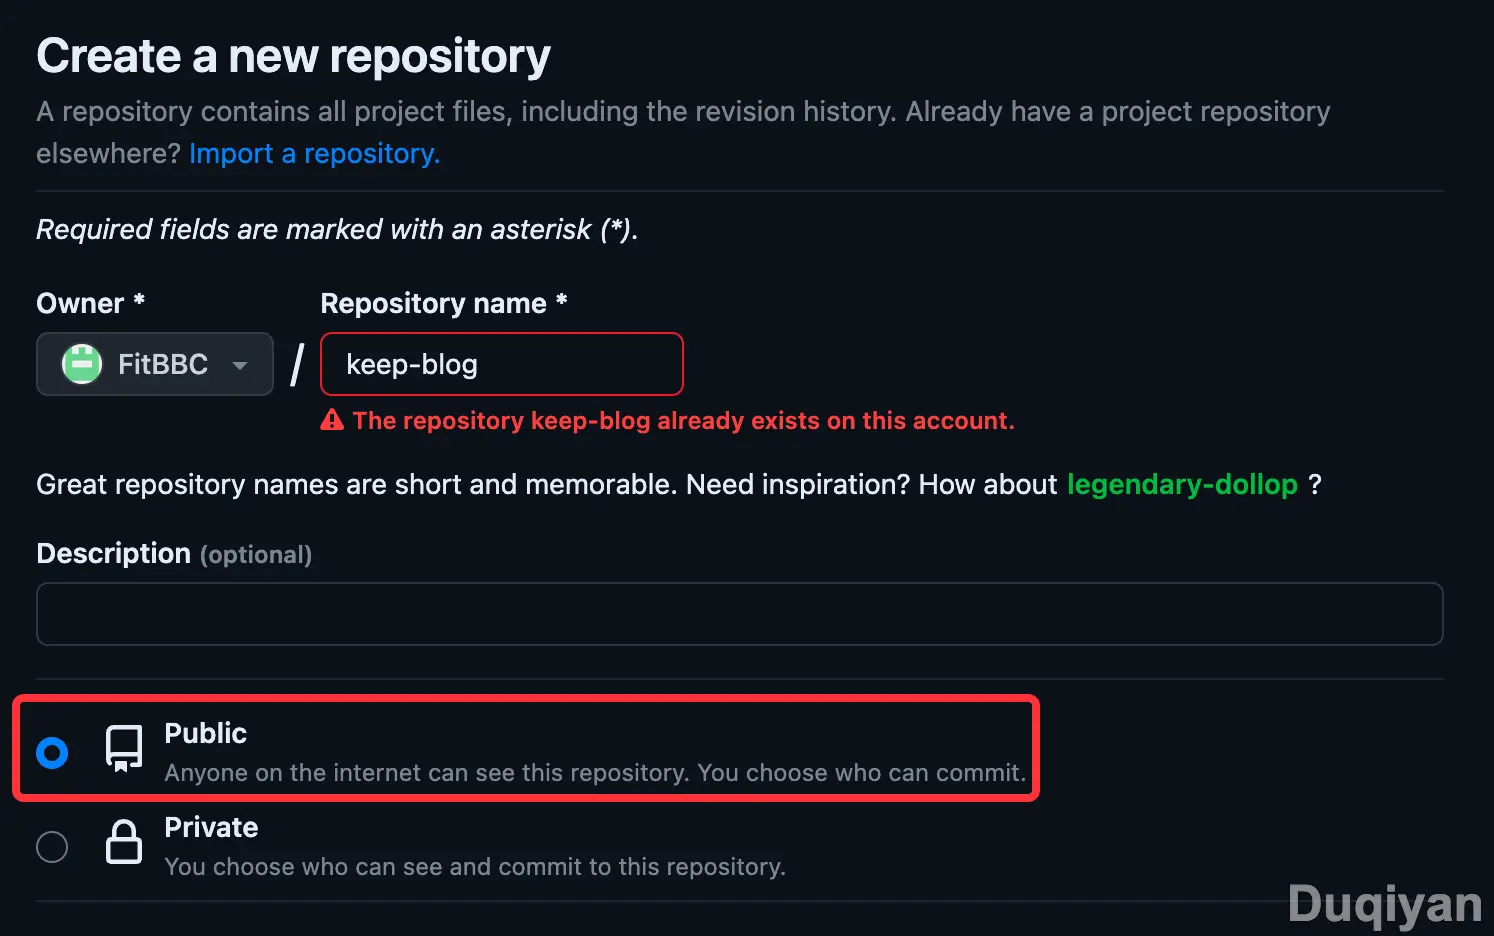 Create a new repository
A repository contains all project files, including the revision history. Already have a project repository
elsewhere? Import a repository.
Required fields are marked with an asterisk (*).
Owner * Repository name *
FitBBC / keep-blog
The repository keep-blog already exists on this account.
Great repository names are short and memorable. Need inspiration? How about legendary-dollop ?
Description (optional)
Public
Anyone on the internet can see this repository. You choose who can commit.
Private
You choose who can see and commit to this repository.
Duqiyan